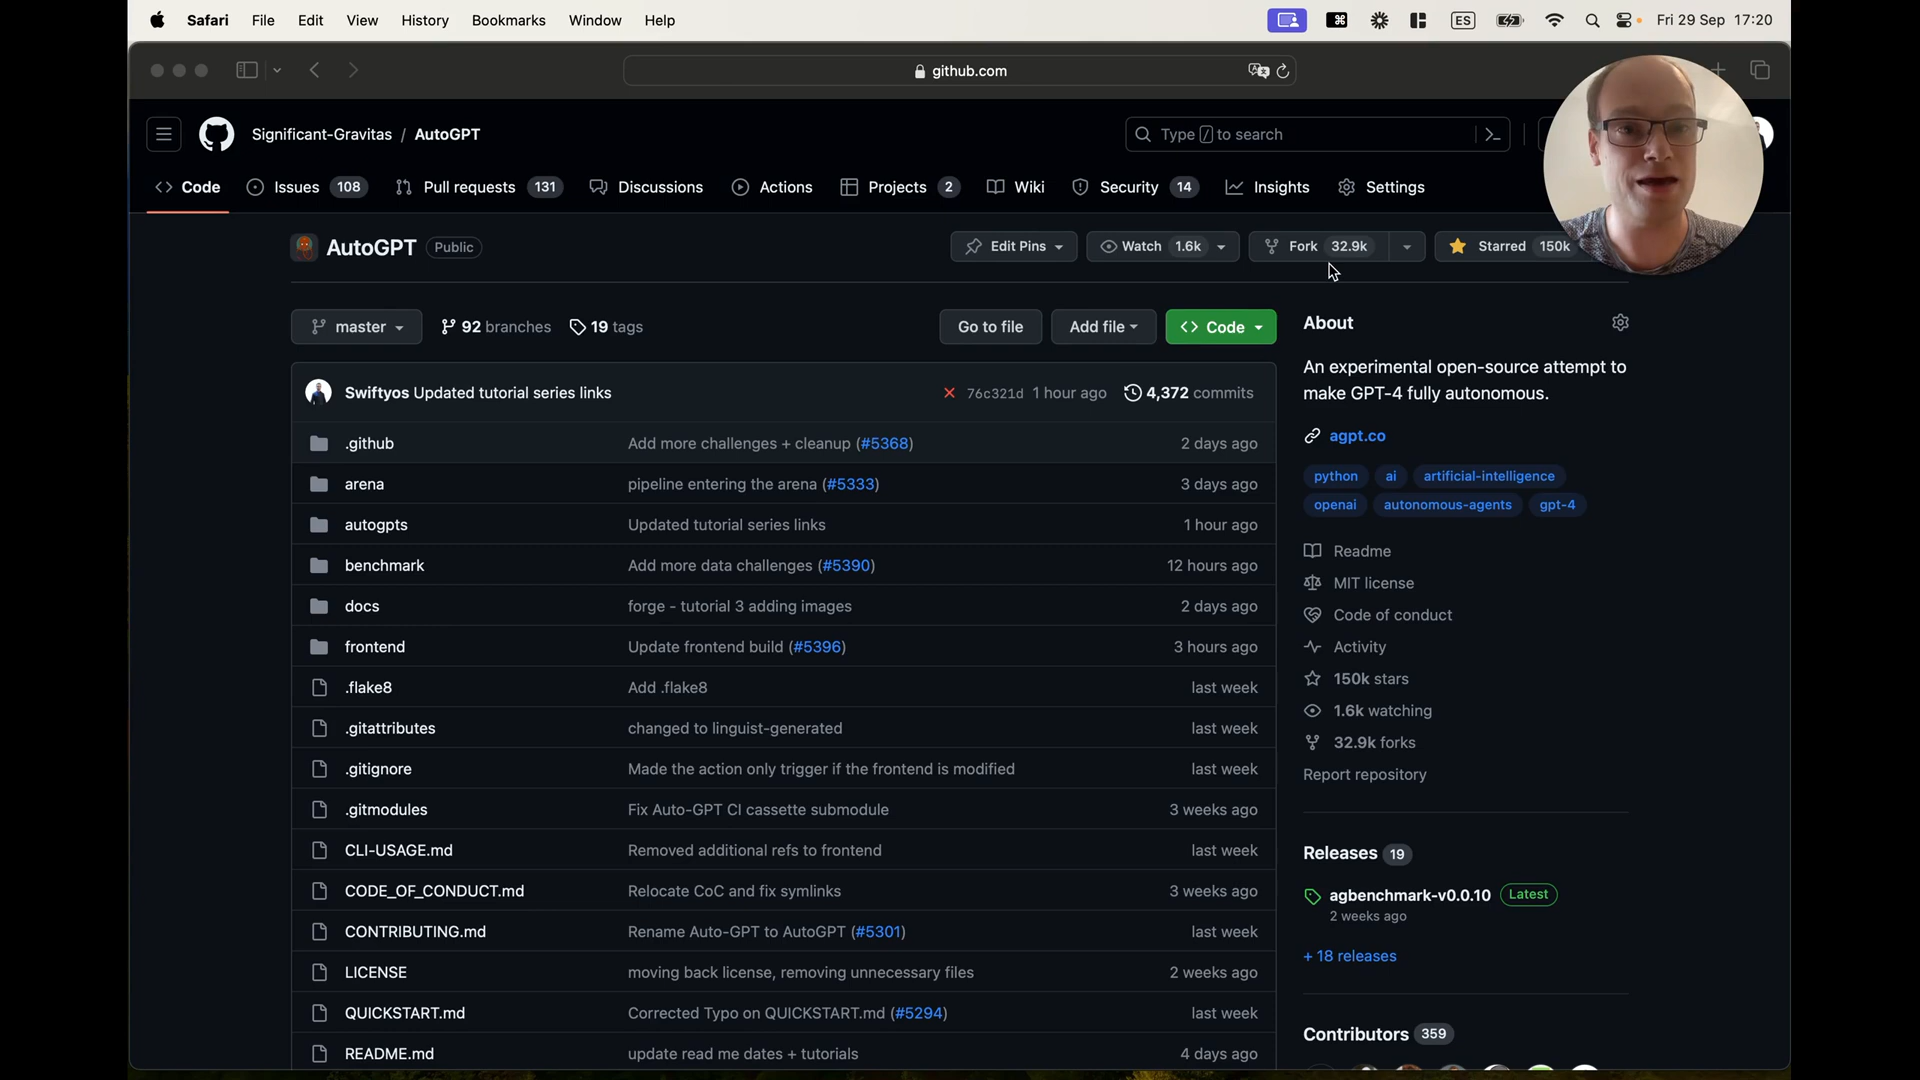 Safari File Edit View History Bookmarks Window Help ES Fri 29 Sep 17:20
github.com
Significant-Gravitas / AutoGPT Type / to search
Code Issues 108 Pull requests 131 Discussions Actions Projects 2 Wiki Security 14 Insights Settings
AutoGPT Public Edit Pins Watch 1.6k Fork 32.9k Starred 150k
master 92 branches 19 tags Go to file Add file Code
Swiftyos Updated tutorial series links 76c321d 1 hour ago 4,372 commits
.github Add more challenges + cleanup (#5368) 2 days ago
arena pipeline entering the arena (#5333) 3 days ago
autogpts Updated tutorial series links 1 hour ago
benchmark Add more data challenges (#5390) 12 hours ago
docs forge - tutorial 3 adding images 2 days ago
frontend Update frontend build (#5396) 3 hours ago
.flake8 Add .flake8 last week
.gitattributes changed to linguist-generated last week
.gitignore Made the action only trigger if the frontend is modified last week
.gitmodules Fix Auto-GPT CI cassette submodule 3 weeks ago
CLI-USAGE.md Removed additional refs to frontend last week
CODE_OF_CONDUCT.md Relocate CoC and fix symlinks 3 weeks ago
CONTRIBUTING.md Rename Auto-GPT to AutoGPT (#5301) last week
LICENSE moving back license, removing unnecessary files 2 weeks ago
QUICKSTART.md Corrected Typo on QUICKSTART.md (#5294) last week
README.md update read me dates + tutorials 4 days ago
About
An experimental open-source attempt to
make GPT-4 fully autonomous.
agpt.co
python ai artificial-intelligence
openai autonomous-agents gpt-4
Readme
MIT license
Code of conduct
Activity
150k stars
1.6k watching
32.9k forks
Report repository
Releases 19
agbenchmark-v0.0.10 Latest
2 weeks ago
+ 18 releases
Contributors 359